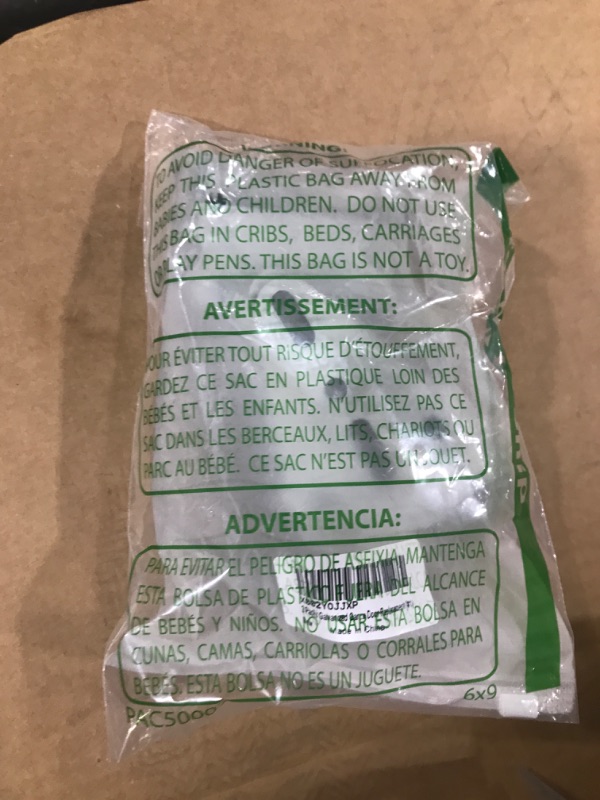 TO AVOID DANGER OF SUFFOCATION,
KEEP THIS PLASTIC BAG AWAY FROM
BABIES AND CHILDREN. DO NOT USE
THIS BAG IN CRIBS, BEDS, CARRIAGES
OR PLAY PENS. THIS BAG IS NOT A TOY.
AVERTISSEMENT:
POUR ÉVITER TOUT RISQUE D'ÉTOUFFEMENT,
GARDEZ CE SAC EN PLASTIQUE LOIN DES
BÉBÉS ET LES ENFANTS. N'UTILISEZ PAS CE
SAC DANS LES BERCEAUX, LITS, CHARIOTS OU
PARC AU BÉBÉ. CE SAC N'EST PAS UN JOUET.
ADVERTENCIA:
PARA EVITAR EL PELIGRO DE ASFIXIA, MANTENGA
ESTA BOLSA DE PLASTICO FUERA DEL ALCANCE
DE BEBÉS Y NIÑOS. NO USAR ESTA BOLSA EN
CUNAS, CAMAS, CARRIOLAS O CORRALES PARA
BEBÉS. ESTA BOLSA NO ES UN JUGUETE.
Made in China
6x9